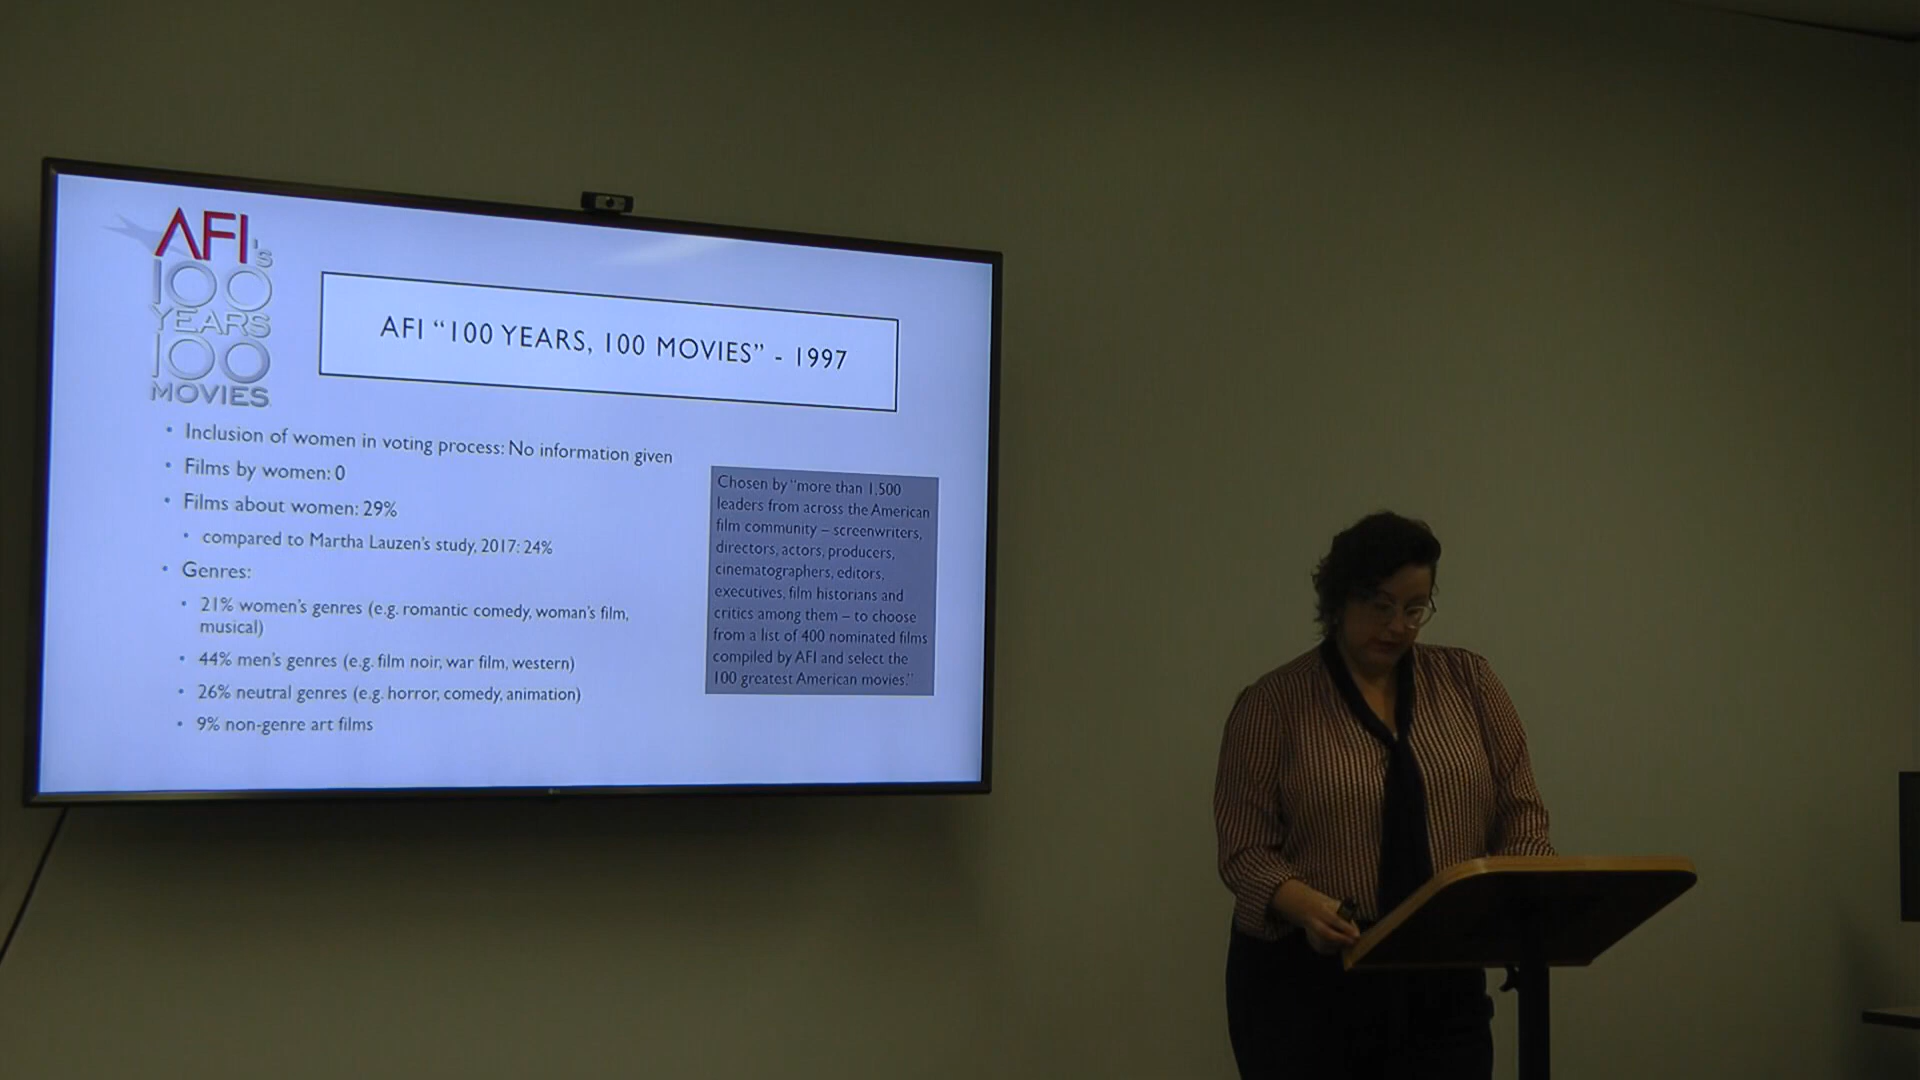 AFI's
100
YEARS
100
MOVIES
AFI “100 YEARS, 100 MOVIES” - 1997
• Inclusion of women in voting process: No information given
• Films by women: 0
• Films about women: 29%
• compared to Martha Lauzen's study, 2017: 24%
• Genres:
• 21% women's genres (e.g. romantic comedy, woman's film,
musical)
• 44% men's genres (e.g. film noir, war film, western)
• 26% neutral genres (e.g. horror, comedy, animation)
• 9% non-genre art films
Chosen by “more than 1,500
leaders from across the American
film community – screenwriters,
directors, actors, producers,
cinematographers, editors,
executives, film historians and
critics among them – to choose
from a list of 400 nominated films
compiled by AFI and select the
100 greatest American movies.”